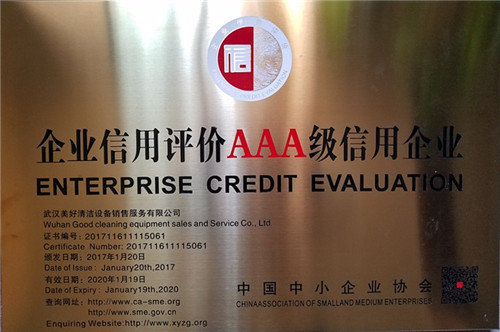 信
企业信用评价AAA级信用企业
ENTERPRISE CREDIT EVALUATION
武汉美好清洁设备销售服务有限公司
Wuhan Good cleaning equipment sales and Service Co., Ltd.
证书编号:201711611115061
Certificate Number: 201711611115061
颁发日期:2017年1月20日
Date of Issue : January20th,2017
有效日期:2020年1月19日
Date of Expiry : January19th,2020
查询网址:http://www.ca-sme.org
http://www.sme.gov.cn
Enquiring Website:http://www.xyzg.org
中国中小企业协会
CHINAASSOCIATION OF SMALLAND MEDIUM ENTERPRISES